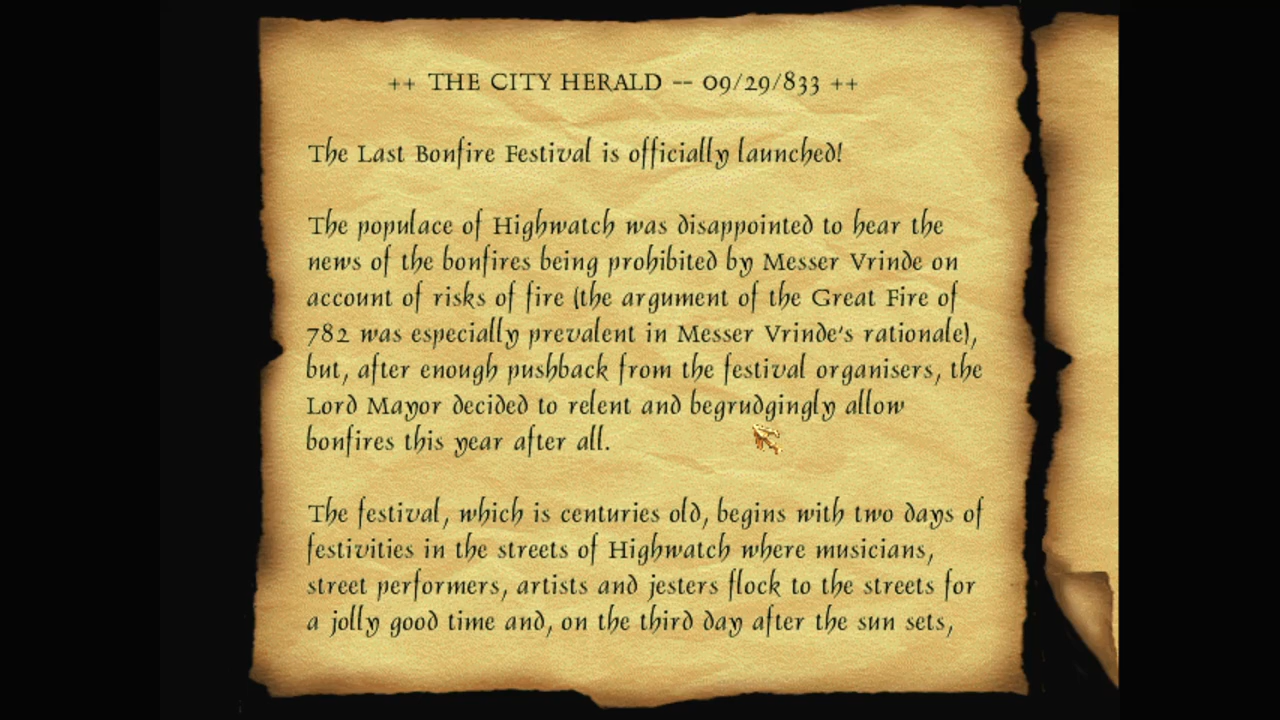 ++ THE CITY HERALD -- 09/29/833 ++
The Last Bonfire Festival is officially launched!
The populace of Highwatch was disappointed to hear the
news of the bonfires being prohibited by Messer Vrinde on
account of risks of fire (the argument of the Great Fire of
782 was especially prevalent in Messer Vrinde's rationale),
but, after enough pushback from the festival organisers, the
Lord Mayor decided to relent and begrudgingly allow
bonfires this year after all.
The festival, which is centuries old, begins with two days of
festivities in the streets of Highwatch where musicians,
street performers, artists and jesters flock to the streets for
a jolly good time and, on the third day after the sun sets,